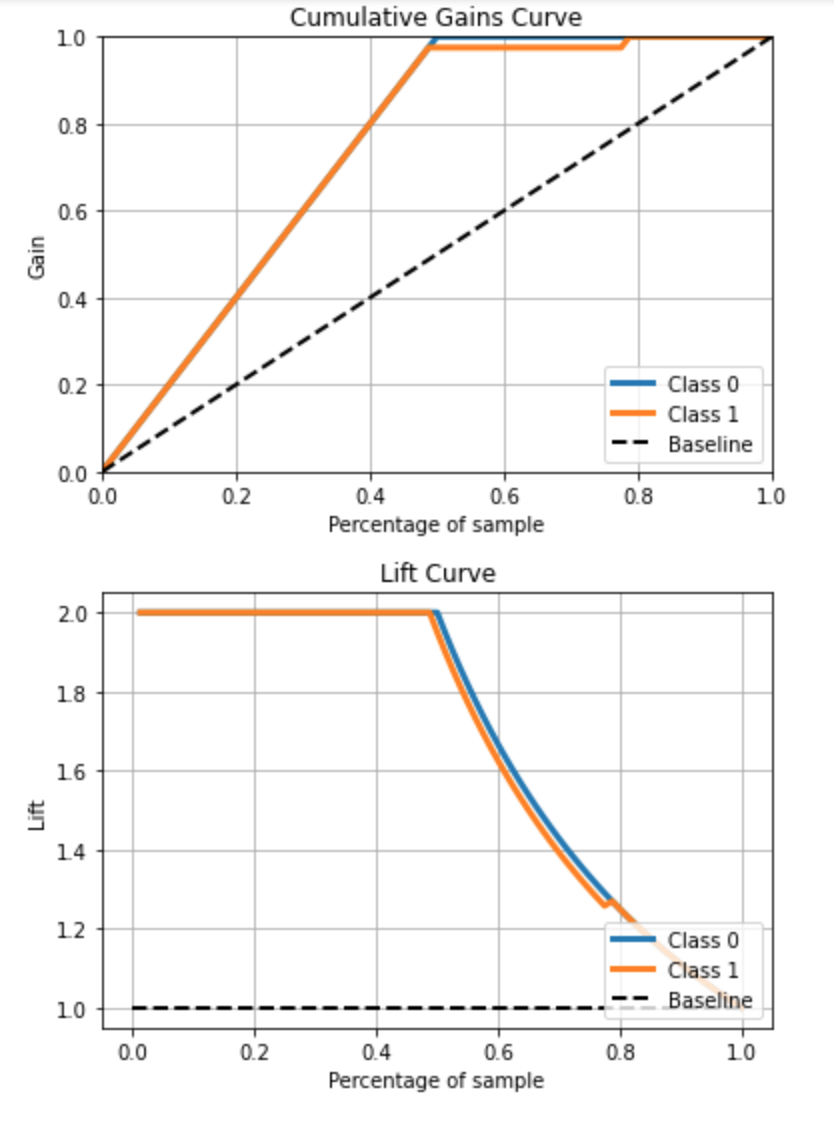 Cumulative Gains Curve
1.0
0.8
0.6
0.4
0.2
0.0
Gain
Class 0
Class 1
Baseline
0.0 0.2 0.4 0.6 0.8 1.0
Percentage of sample
Lift Curve
2.0
1.8
1.6
1.4
1.2
1.0
Lift
Class 0
Class 1
Baseline
0.0 0.2 0.4 0.6 0.8 1.0
Percentage of sample